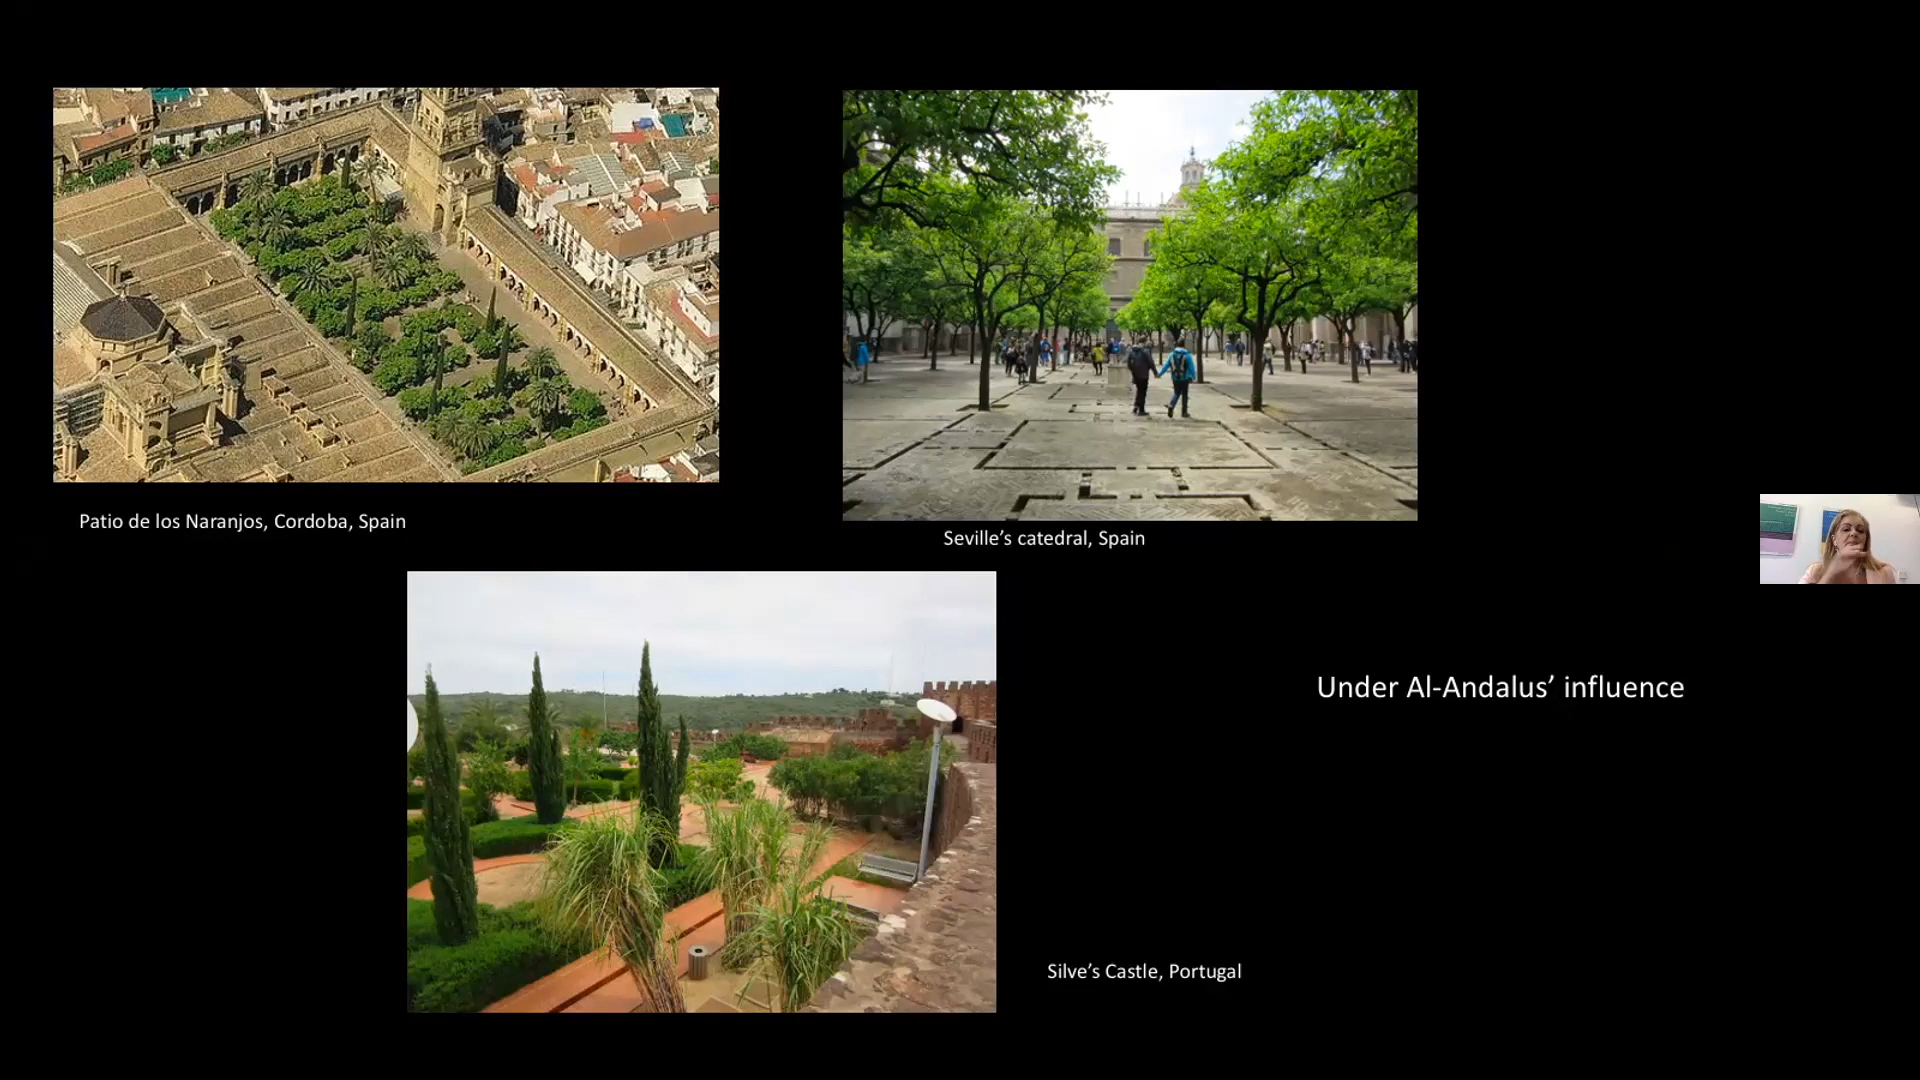 Patio de los Naranjos, Cordoba, Spain
Seville’s catedral, Spain
Under Al-Andalus’ influence
Silve’s Castle, Portugal